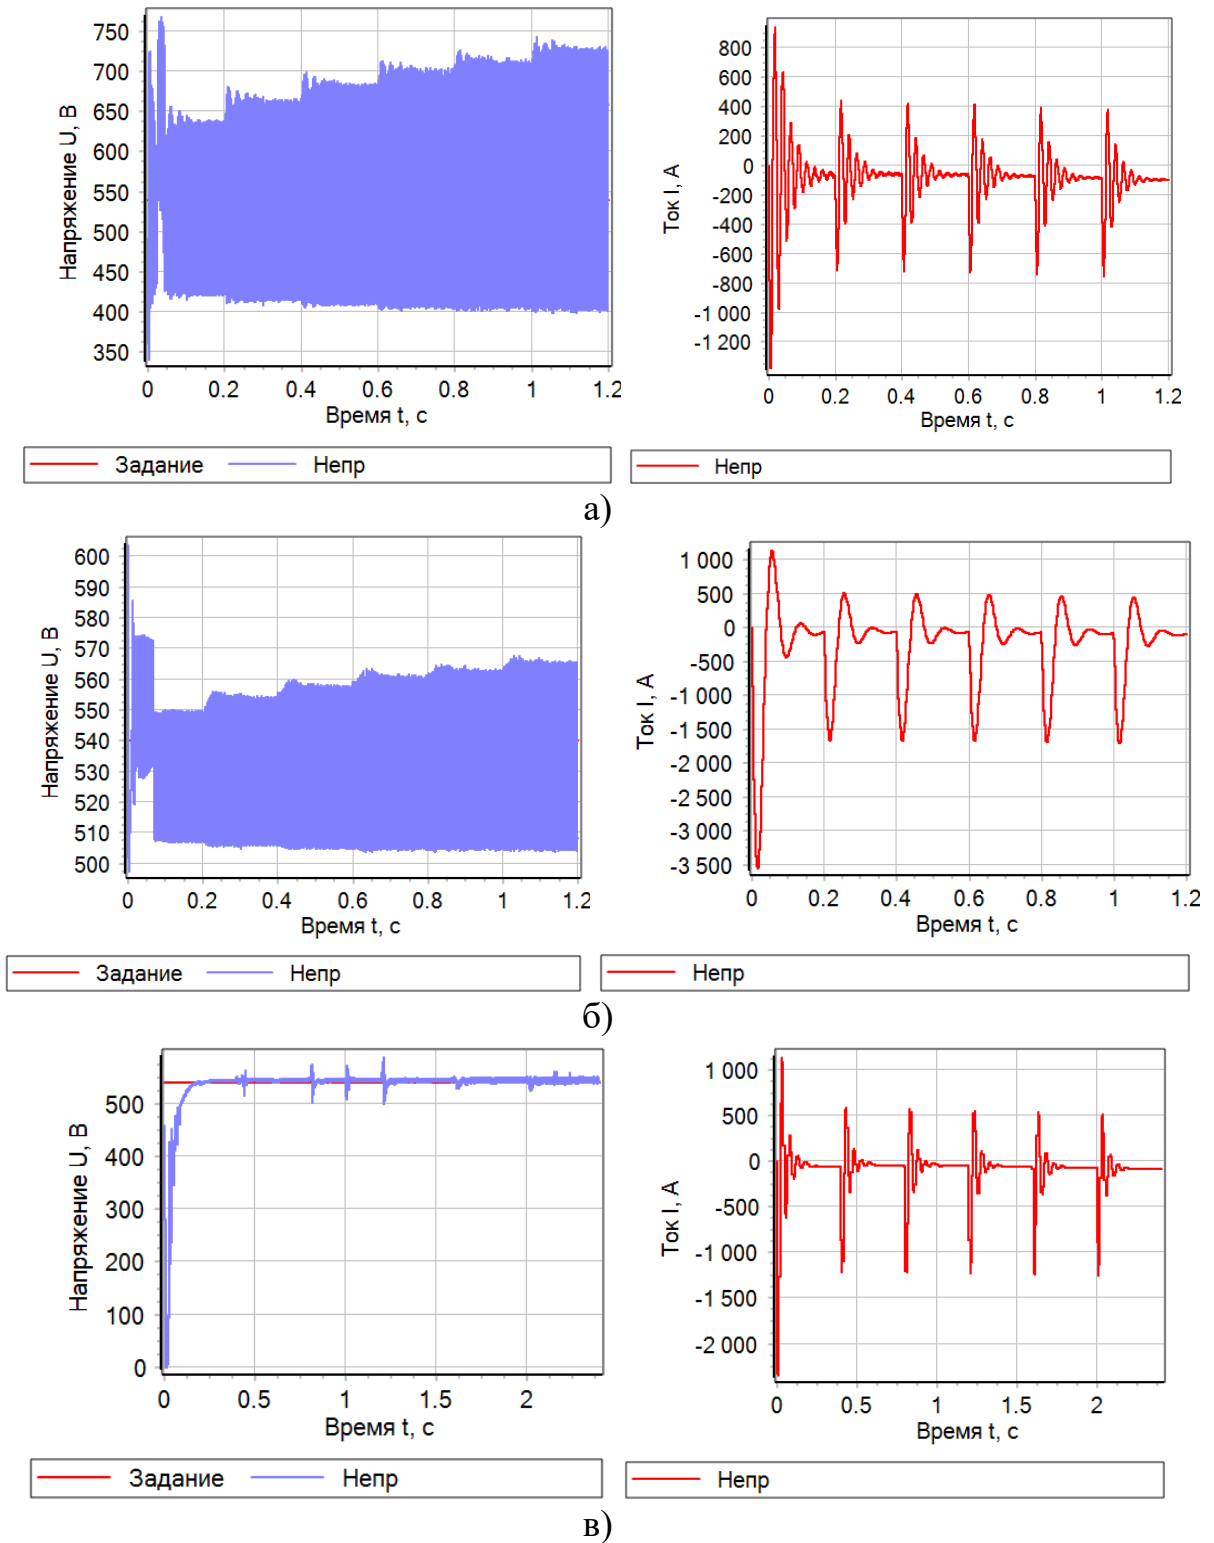 Напряжение U, В
750
700
650
600
550
500
450
400
350
0 0.2 0.4 0.6 0.8 1 1.2
Время t, с
Задание Непр
Ток I, А
800
600
400
200
0
-200
-400
-600
-800
-1 000
-1 200
0 0.2 0.4 0.6 0.8 1 1.2
Время t, с
Непр
а)
Напряжение U, В
600
590
580
570
560
550
540
530
520
510
500
0 0.2 0.4 0.6 0.8 1 1.2
Время t, с
Задание Непр
Ток I, А
1 000
500
0
-500
-1 000
-1 500
-2 000
-2 500
-3 000
-3 500
0 0.2 0.4 0.6 0.8 1 1.2
Время t, с
Непр
б)
Напряжение U, В
500
400
300
200
100
0
0 0.5 1 1.5 2
Время t, с
Задание Непр
Ток I, А
1 000
500
0
-500
-1 000
-1 500
-2 000
0 0.5 1 1.5 2
Время t, с
Непр
в)